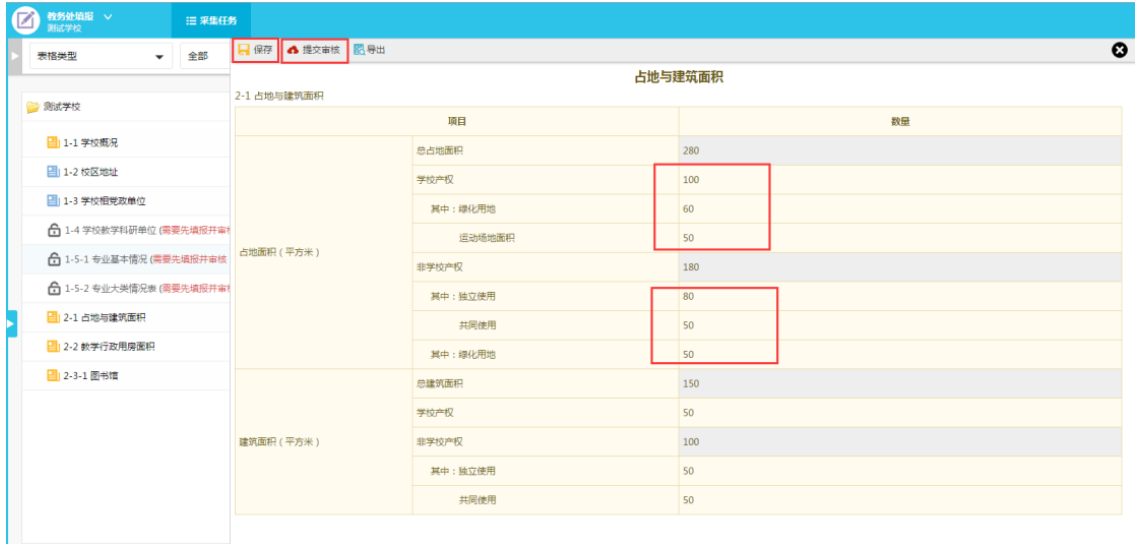 教务处填报
测试学校
采集任务
表格类型
全部
保存
提交审核
导出
测试学校
1-1 学校概况
1-2 校区地址
1-3 学校相党政单位
1-4 学校教学科研单位 (需要先填报并审核
1-5-1 专业基本情况 (需要先填报并审核
1-5-2 专业大类情况表 (需要先填报并审核
2-1 占地与建筑面积
2-2 教学行政用房面积
2-3-1 图书馆
占地与建筑面积
2-1 占地与建筑面积
项目 数量
占地面积（平方米）
总占地面积 280
学校产权 100
其中：绿化用地 60
运动场地面积 50
非学校产权 180
其中：独立使用 80
共同使用 50
其中：绿化用地 50
建筑面积（平方米）
总建筑面积 150
学校产权 50
非学校产权 100
其中：独立使用 50
共同使用 50